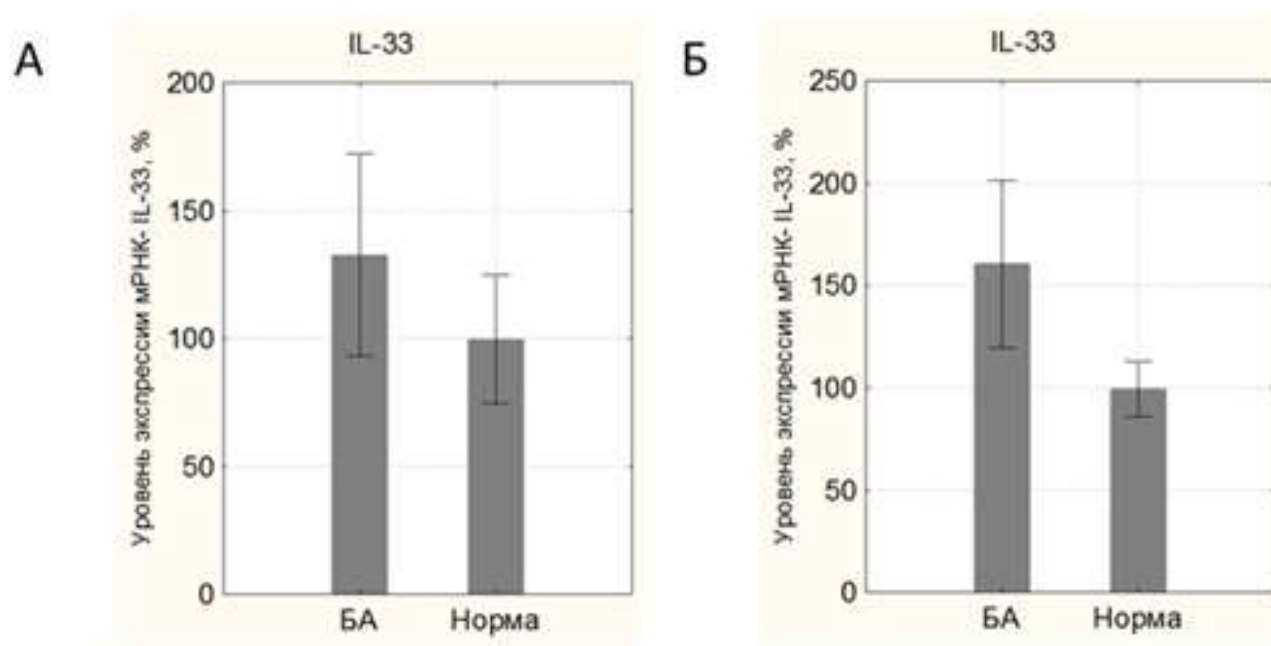 А
IL-33
Уровень экспрессии мРНК- IL-33, %
200
150
100
50
0
БА Норма
Б
IL-33
Уровень экспрессии мРНК- IL-33, %
250
200
150
100
50
0
БА Норма